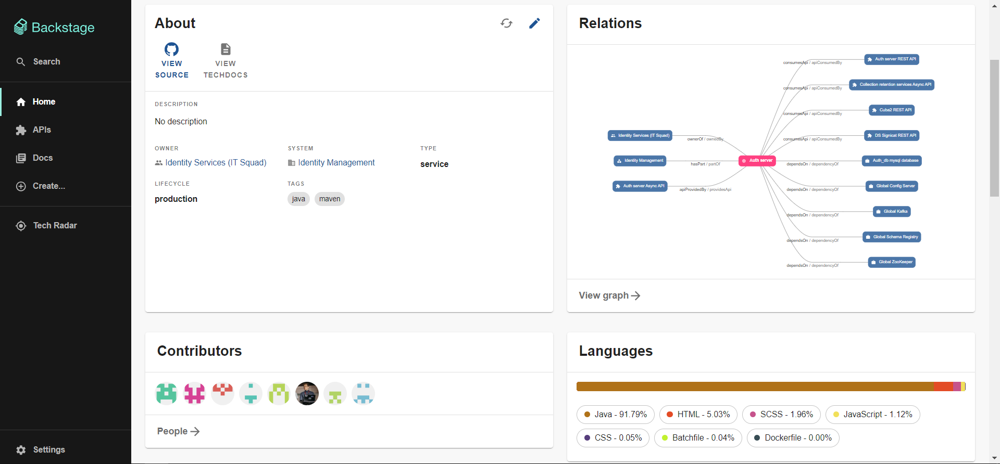 Backstage
Search
Home
APIs
Docs
Create...
Tech Radar
Settings
About
VIEW SOURCE
VIEW TECHDOCS
DESCRIPTION
No description
OWNER
Identity Services (IT Squad)
SYSTEM
Identity Management
TYPE
service
LIFECYCLE
production
TAGS
java
maven
Relations
consumesApi / apiConsumedBy
Auth server REST API
consumesApi / apiConsumedBy
Collection retention services Async API
consumesApi / apiConsumedBy
Cuba2 REST API
Identity Services (IT Squad)
ownerOf / ownedBy
consumesApi / apiConsumedBy
DS Signicat REST API
Identity Management
hasPart / partOf
Auth server
dependsOn / dependencyOf
Auth_db mysql database
Auth server Async API
apiProvidedBy / providesApi
dependsOn / dependencyOf
Global Config Server
dependsOn / dependencyOf
Global Kafka
dependsOn / dependencyOf
Global Schema Registry
dependsOn / dependencyOf
Global ZooKeeper
View graph
Contributors
People
Languages
Java - 91.79%
HTML - 5.03%
SCSS - 1.96%
JavaScript - 1.12%
CSS - 0.05%
Batchfile - 0.04%
Dockerfile - 0.00%